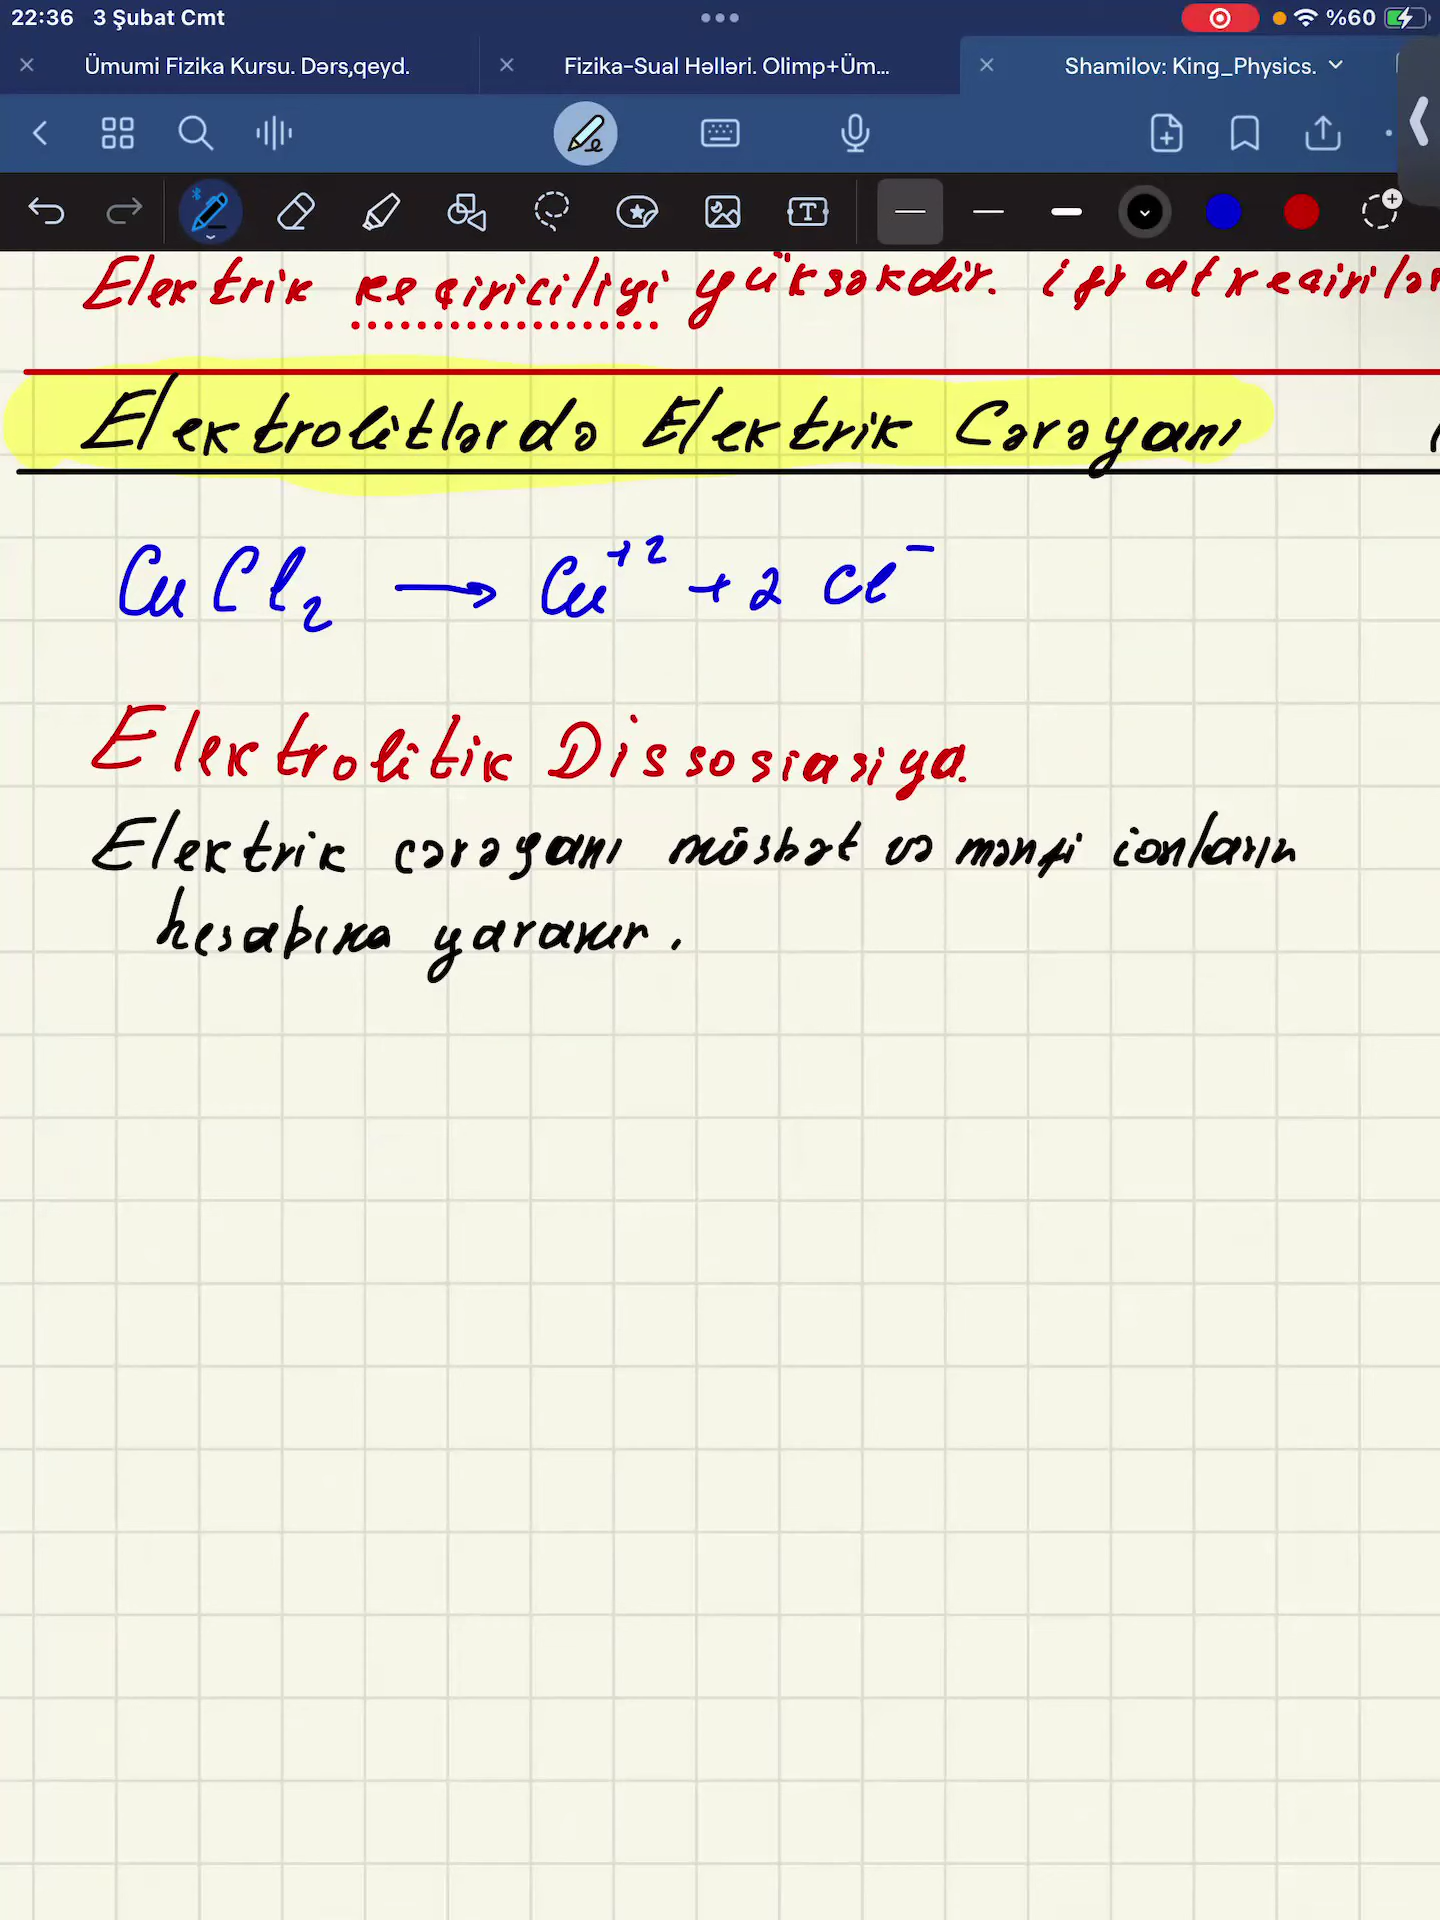 22:36 3 Şubat Cmt %60
Ümumi Fizika Kursu. Dərs,qeyd. Fizika-Sual Həlləri. Olimp+Üm... Shamilov: King_Physics.
Elektrik keçiriciliyi yüksəkdir. ifratkeçirilər
Elektrolitlərdə Elektrik Cərəyanı
CuCl₂ → Cu⁺² + 2 Cl⁻
Elektrolitik Dissosiasiya.
Elektrik cərəyanı müsbət və mənfi ionların
hesabına yaranır.